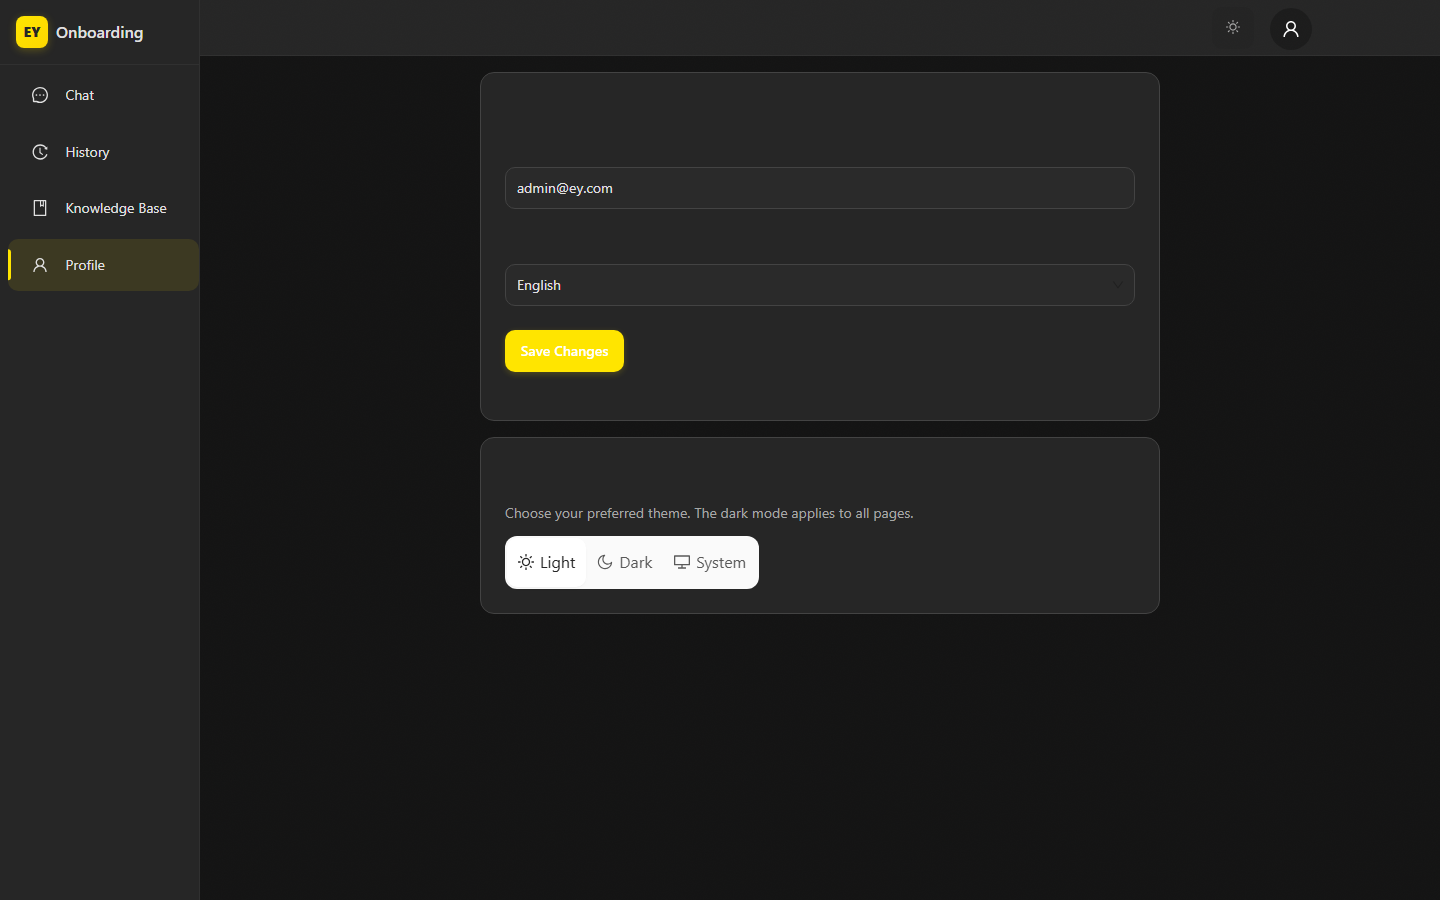 EY Onboarding
Chat
History
Knowledge Base
Profile
admin@ey.com
English
Save Changes
Choose your preferred theme. The dark mode applies to all pages.
Light Dark System